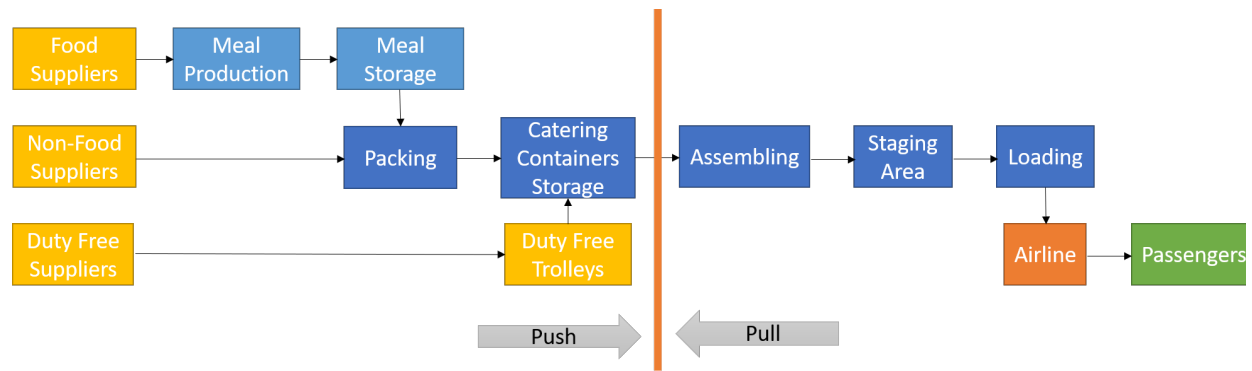 Food
Suppliers
Meal
Production
Meal
Storage
Non-Food
Suppliers
Packing
Catering
Containers
Storage
Assembling
Staging
Area
Loading
Duty Free
Suppliers
Duty Free
Trolleys
Airline
Passengers
Push
Pull